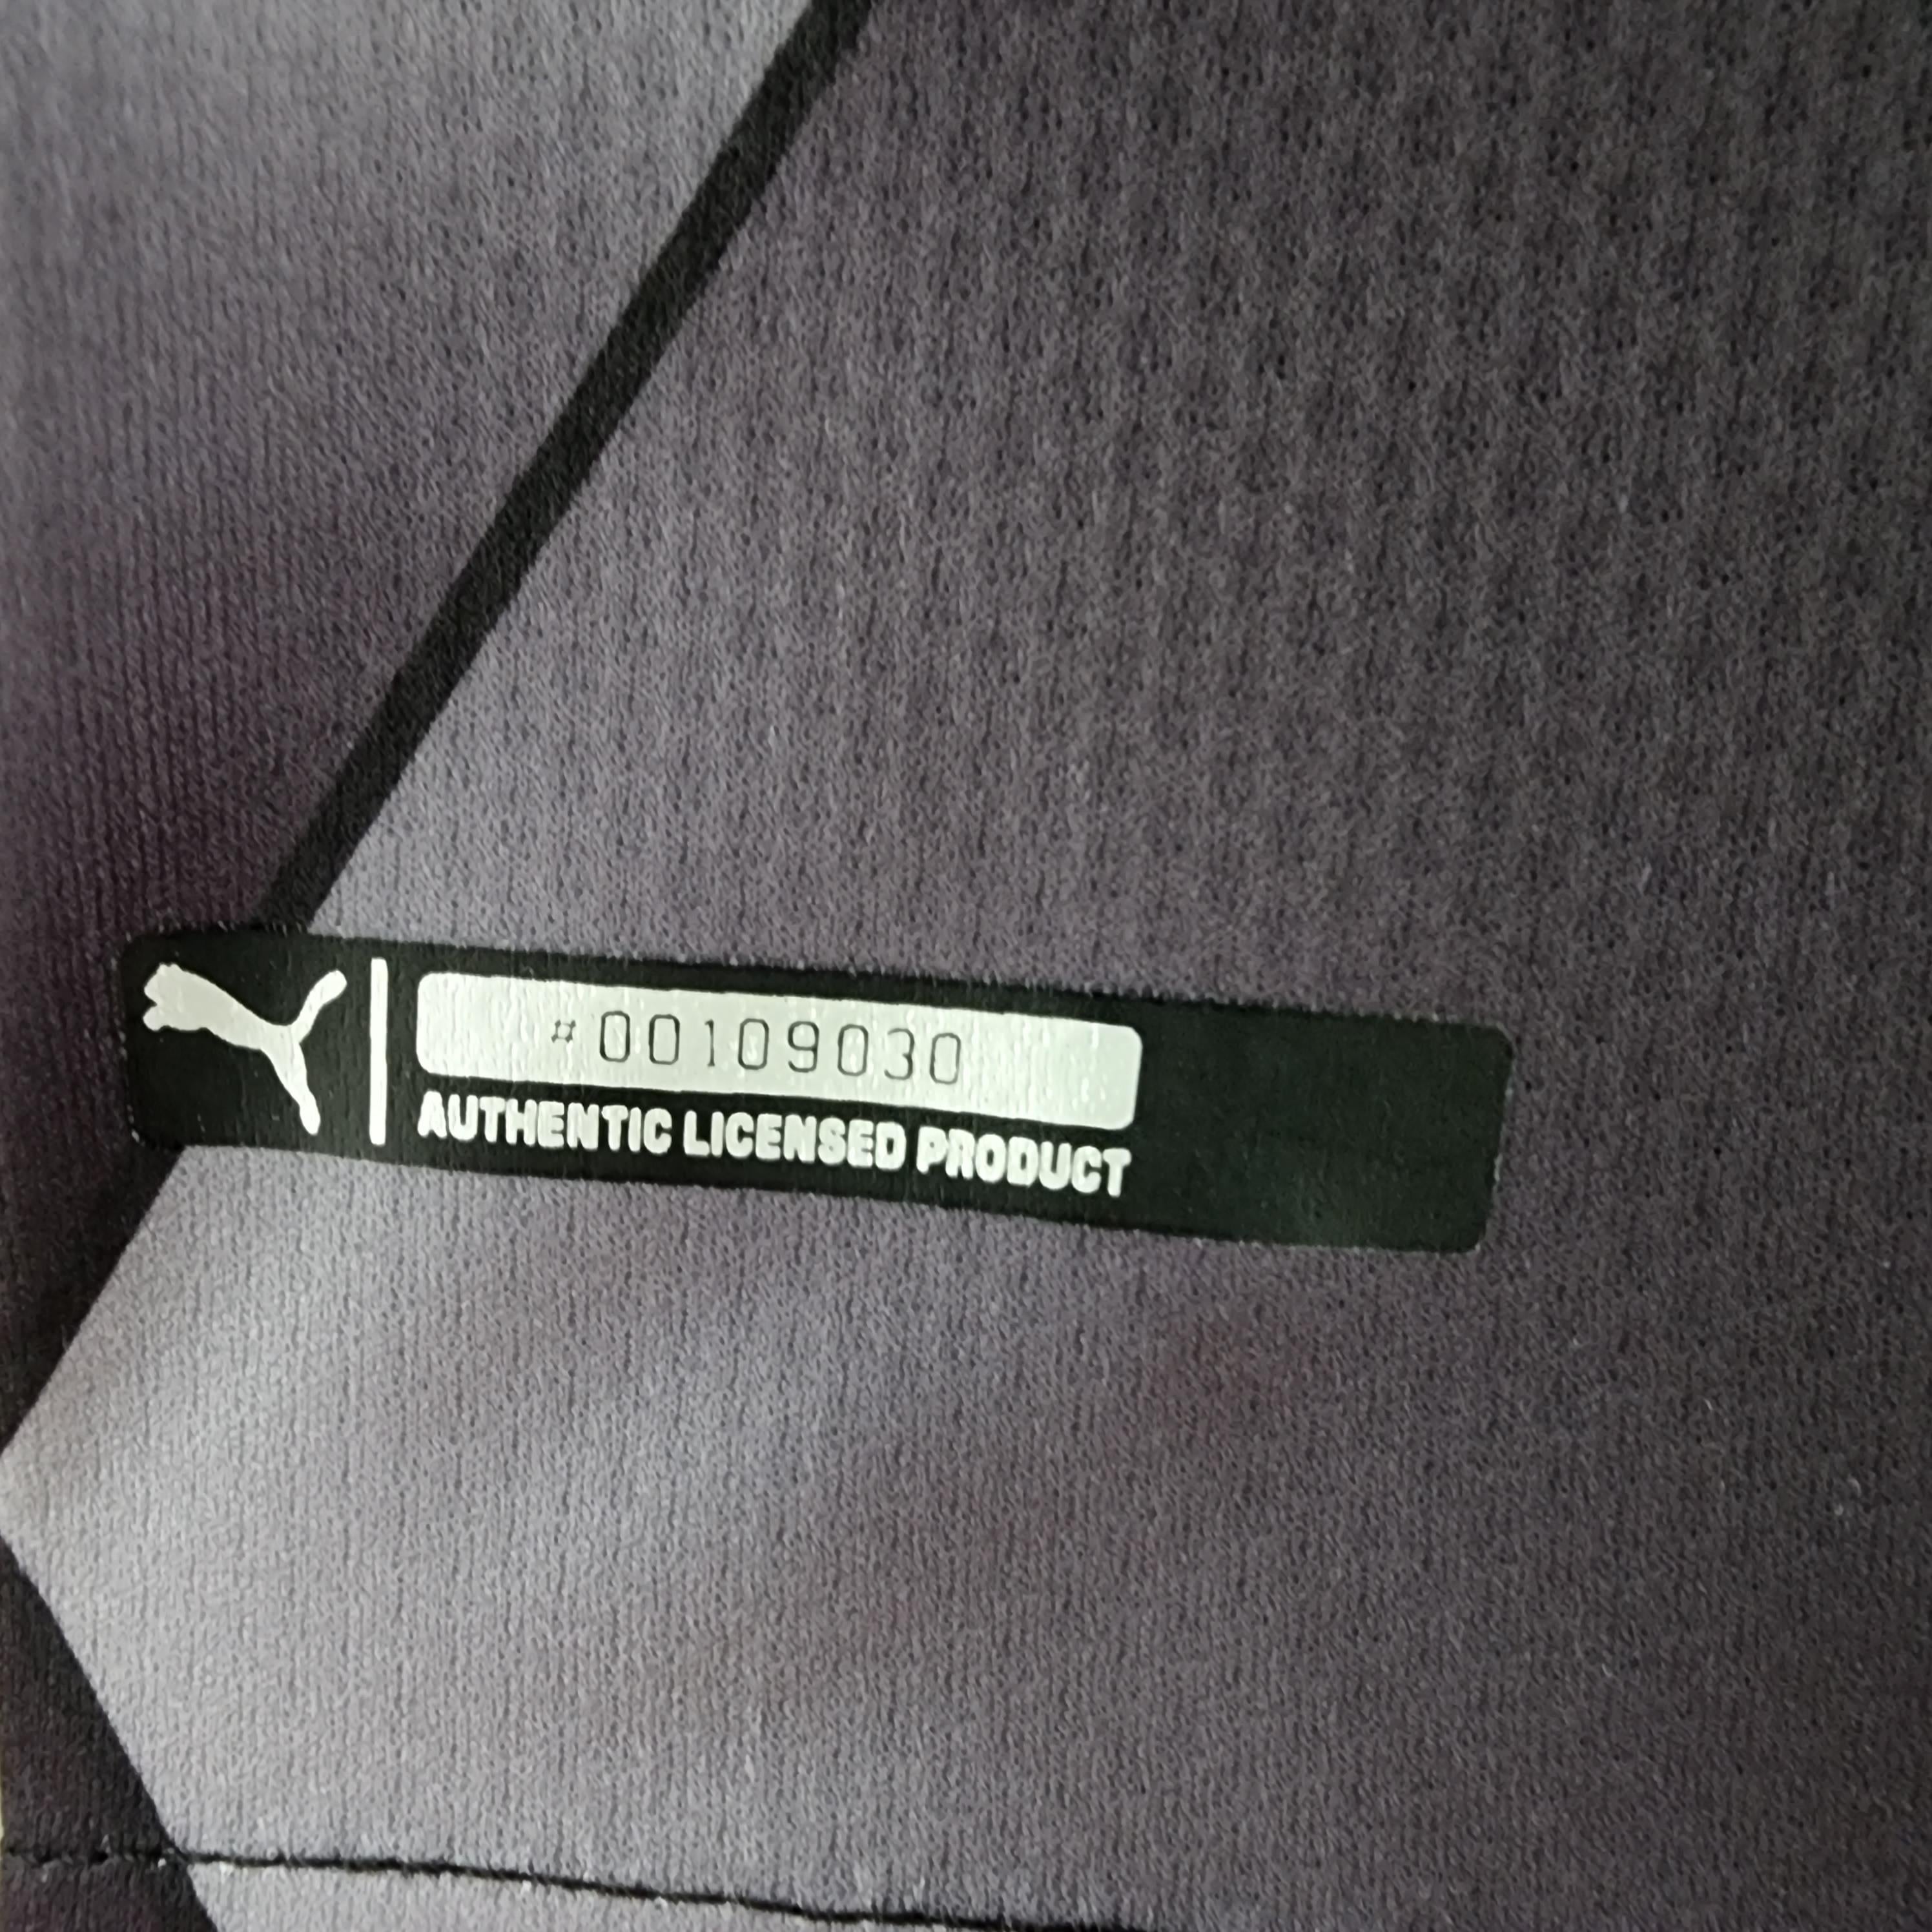 #00109030
AUTHENTIC LICENSED PRODUCT